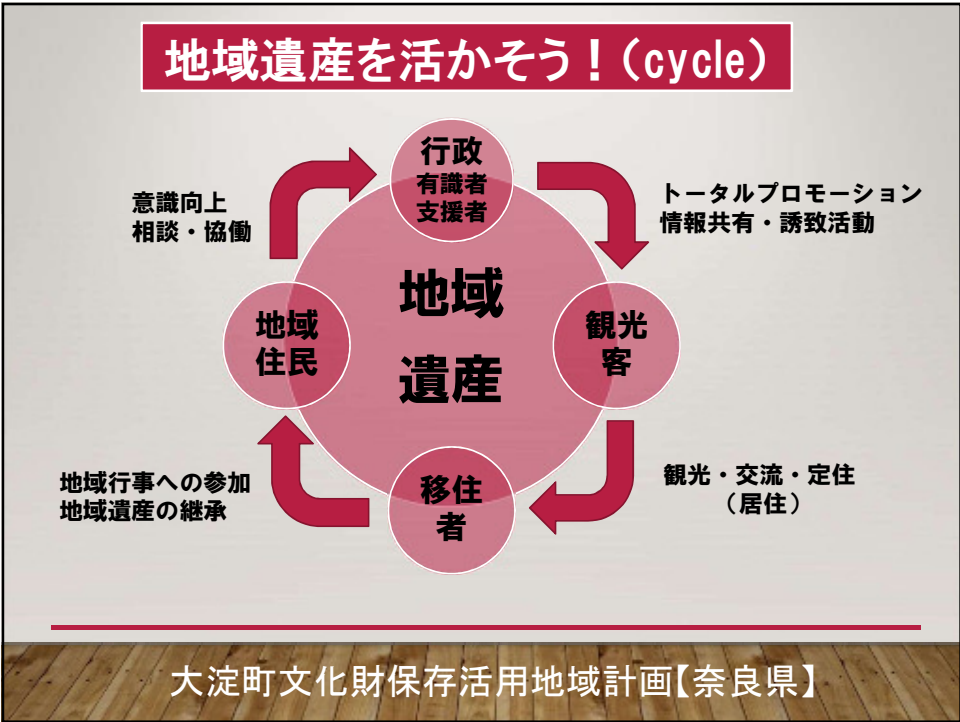 地域遺産を活かそう！（cycle）
行政
有識者
支援者
意識向上
相談・協働
トータルプロモーション
情報共有・誘致活動
地域
遺産
地域
住民
観光
客
移住
者
地域行事への参加
地域遺産の継承
観光・交流・定住
（居住）
大淀町文化財保存活用地域計画【奈良県】